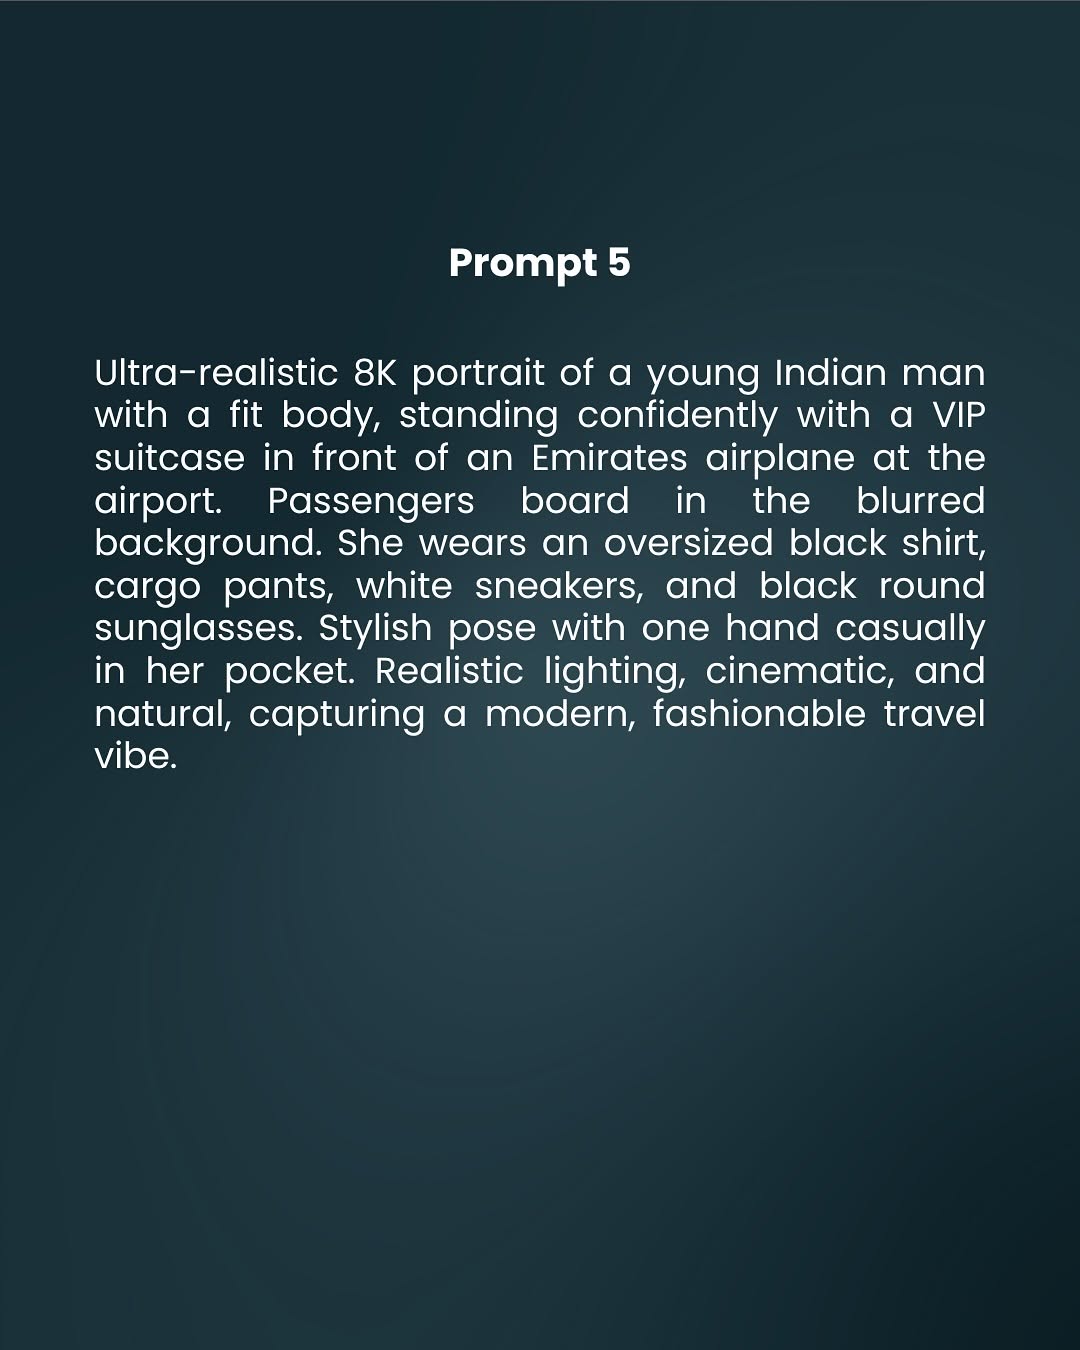 Prompt 5
Ultra-realistic 8K portrait of a young Indian man
with a fit body, standing confidently with a VIP
suitcase in front of an Emirates airplane at the
airport. Passengers board in the blurred
background. She wears an oversized black shirt,
cargo pants, white sneakers, and black round
sunglasses. Stylish pose with one hand casually
in her pocket. Realistic lighting, cinematic, and
natural, capturing a modern, fashionable travel
vibe.